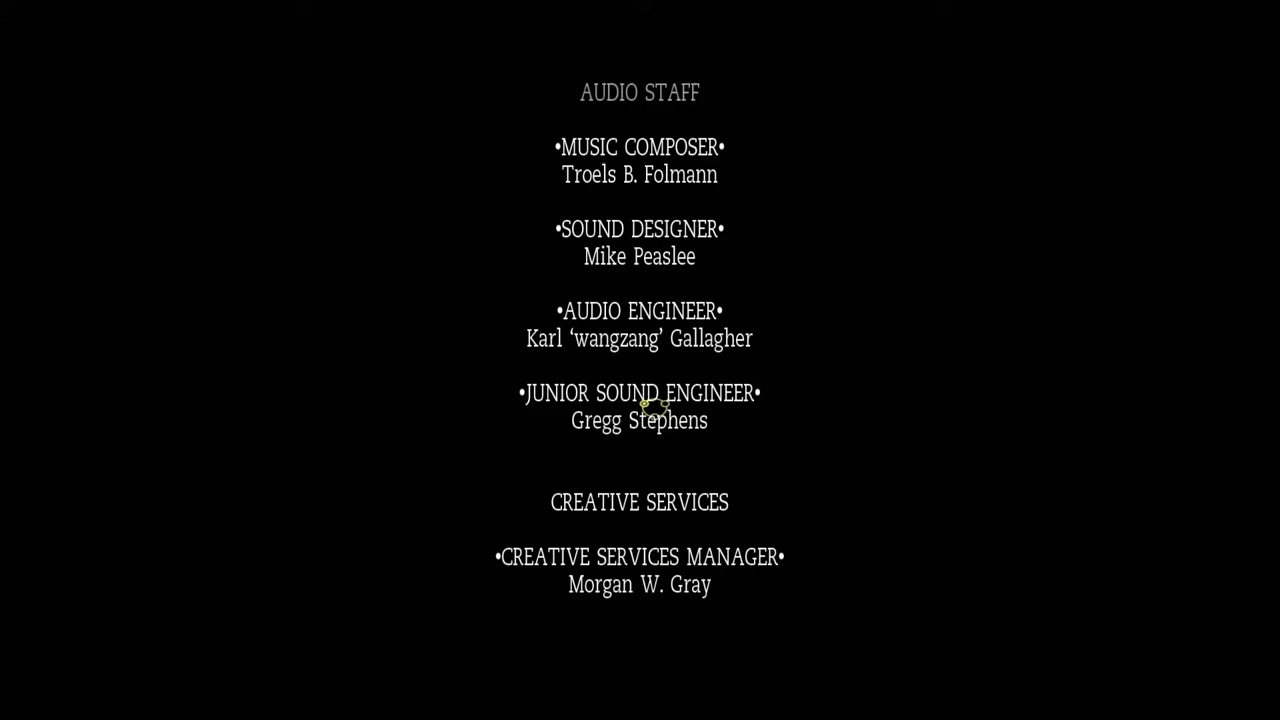 AUDIO STAFF
•MUSIC COMPOSER•
Troels B. Folmann
•SOUND DESIGNER•
Mike Peaslee
•AUDIO ENGINEER•
Karl ‘wangzang’ Gallagher
•JUNIOR SOUND ENGINEER•
Gregg Stephens
CREATIVE SERVICES
•CREATIVE SERVICES MANAGER•
Morgan W. Gray